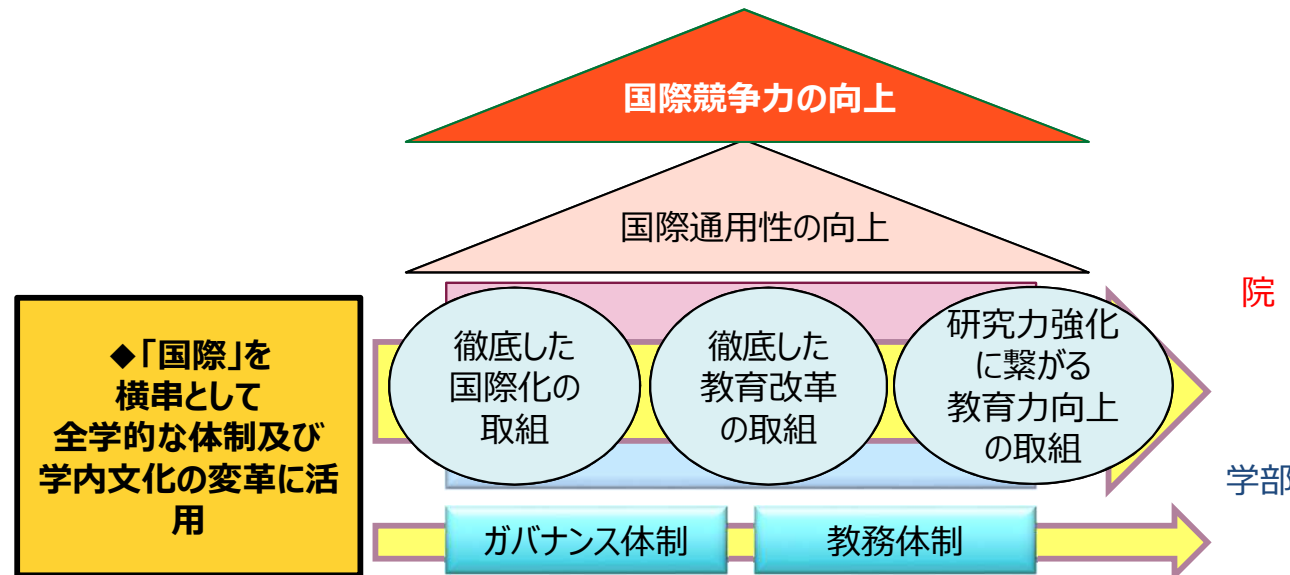 国際競争力の向上
国際通用性の向上
院
◆「国際」を
横串として
全学的な体制及び
学内文化の変革に活
用
徹底した
国際化の
取組
徹底した
教育改革
の取組
研究力強化
に繋がる
教育力向上
の取組
学部
ガバナンス体制
教務体制